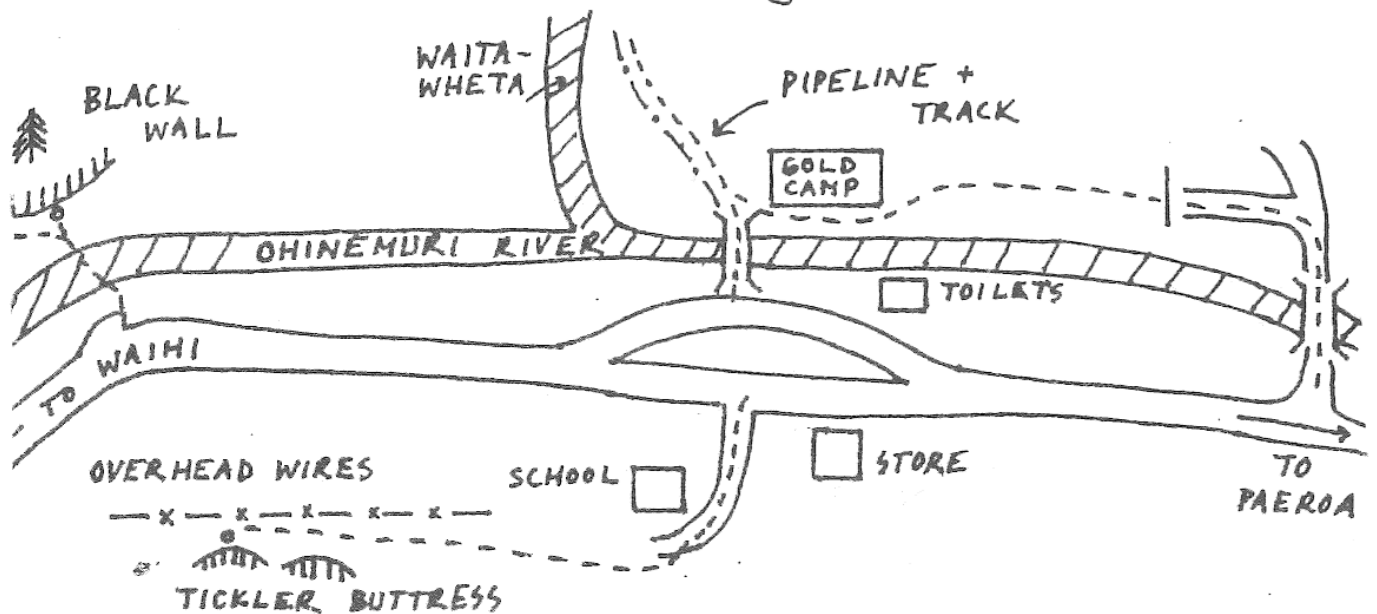 WAITA-
WHETA
BLACK
WALL
PIPELINE +
TRACK
GOLD
CAMP
OHINEMURI RIVER
TOILETS
TO WAIHI
OVERHEAD WIRES
SCHOOL
STORE
TO
PAEROA
TICKLER BUTTRESS